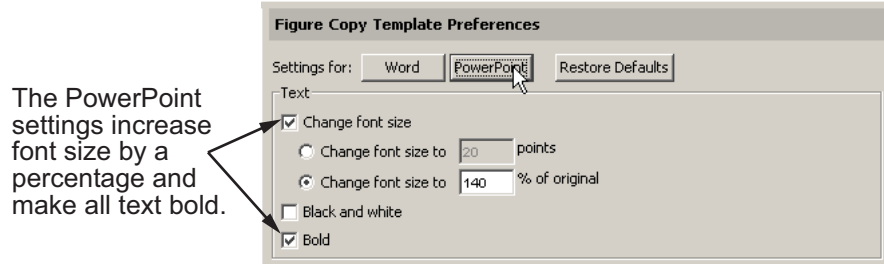 Figure Copy Template Preferences
Settings for: Word PowerPoint Restore Defaults
Text
The PowerPoint
settings increase
font size by a
percentage and
make all text bold.
Change font size
Change font size to 20 points
Change font size to 140 % of original
Black and white
Bold